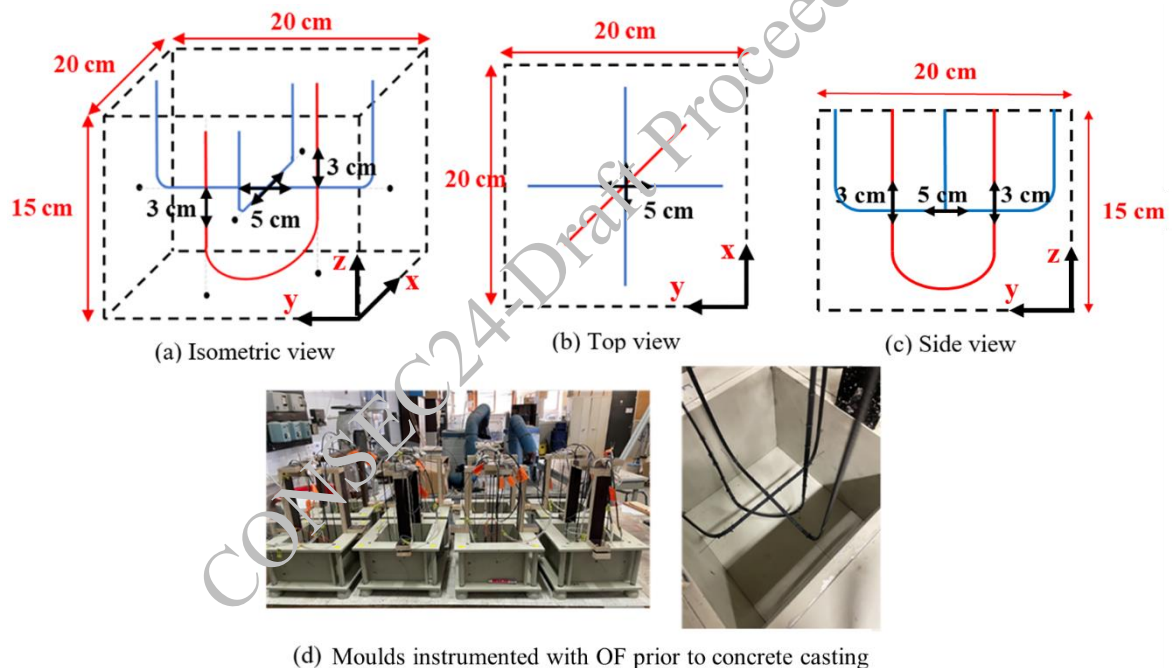 20 cm
20 cm
15 cm
3 cm
3 cm
5 cm
z
x
y
(a) Isometric view
20 cm
20 cm
5 cm
x
y
(b) Top view
20 cm
3 cm
5 cm
3 cm
15 cm
z
y
(c) Side view
CONSEC24-Draft Proceed
(d) Moulds instrumented with OF prior to concrete casting